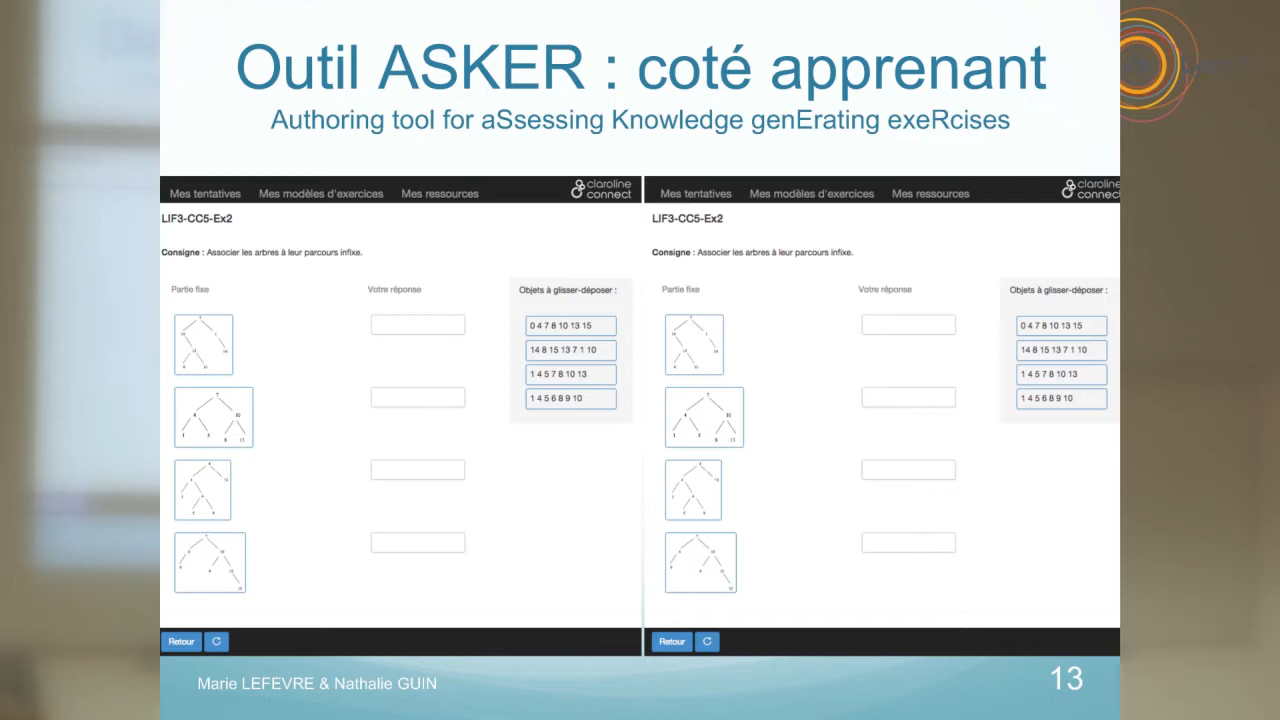 Outil ASKER : coté apprenant
Authoring tool for aSsessing Knowledge genErating exeRcises
Mes tentatives Mes modèles d'exercices Mes ressources claroline connect
LIF3-CC5-Ex2
Consigne : Associer les arbres à leur parcours infixe.
Partie fixe Votre réponse Objets à glisser-déposer :
0 4 7 8 10 13 15
14 8 15 13 7 1 10
1 4 5 7 8 10 13
1 4 5 6 8 9 10
Retour
Mes tentatives Mes modèles d'exercices Mes ressources claroline connect
LIF3-CC5-Ex2
Consigne : Associer les arbres à leur parcours infixe.
Partie fixe Votre réponse Objets à glisser-déposer :
0 4 7 8 10 13 15
14 8 15 13 7 1 10
1 4 5 7 8 10 13
1 4 5 6 8 9 10
Retour
Marie LEFEVRE & Nathalie GUIN
13